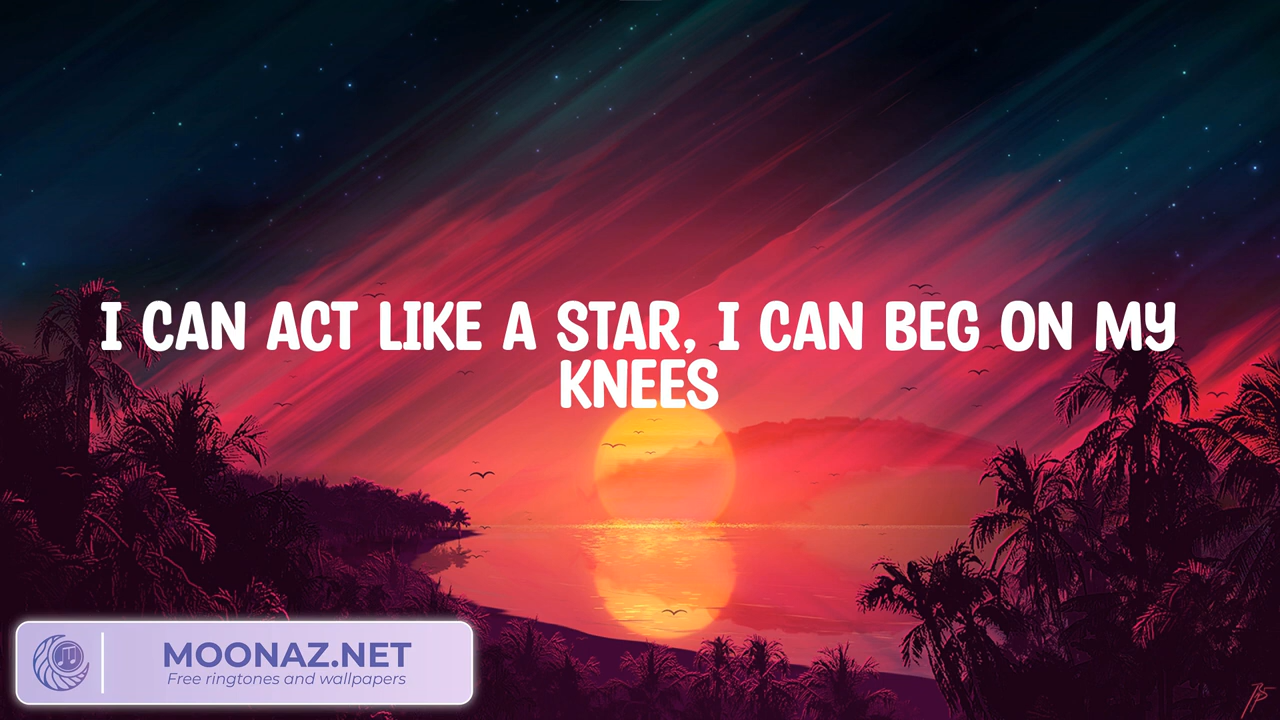 I CAN ACT LIKE A STAR, I CAN BEG ON MY
KNEES
MOONAZ.NET
Free ringtones and wallpapers